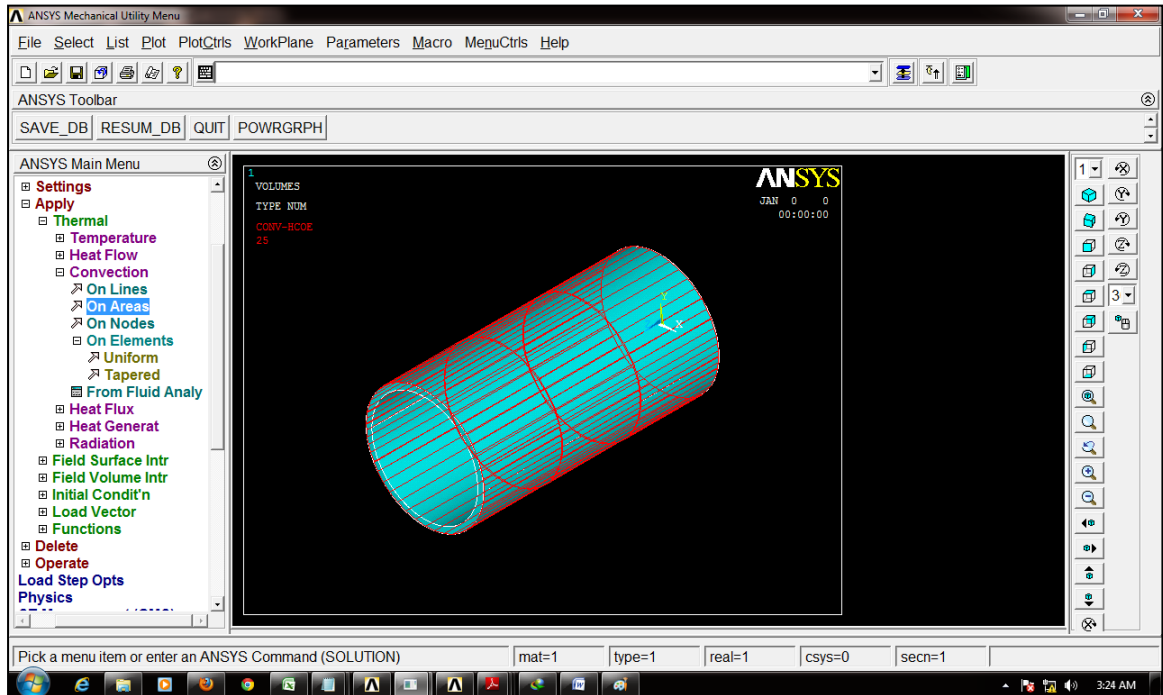 ANSYS Mechanical Utility Menu
File Select List Plot PlotCtrls WorkPlane Parameters Macro MenuCtrls Help
ANSYS Toolbar
SAVE_DB RESUM_DB QUIT POWRGRPH
ANSYS Main Menu
Settings
Apply
Thermal
Temperature
Heat Flow
Convection
On Lines
On Areas
On Nodes
On Elements
Uniform
Tapered
From Fluid Analy
Heat Flux
Heat Generat
Radiation
Field Surface Intr
Field Volume Intr
Initial Condit'n
Load Vector
Functions
Delete
Operate
Load Step Opts
Physics
1
VOLUMES
TYPE NUM
CONV-HCOE
25
ANSYS
JAN 0 0
00:00:00
Y
X
1
3
Pick a menu item or enter an ANSYS Command (SOLUTION) mat=1 type=1 real=1 csys=0 secn=1
3:24 AM